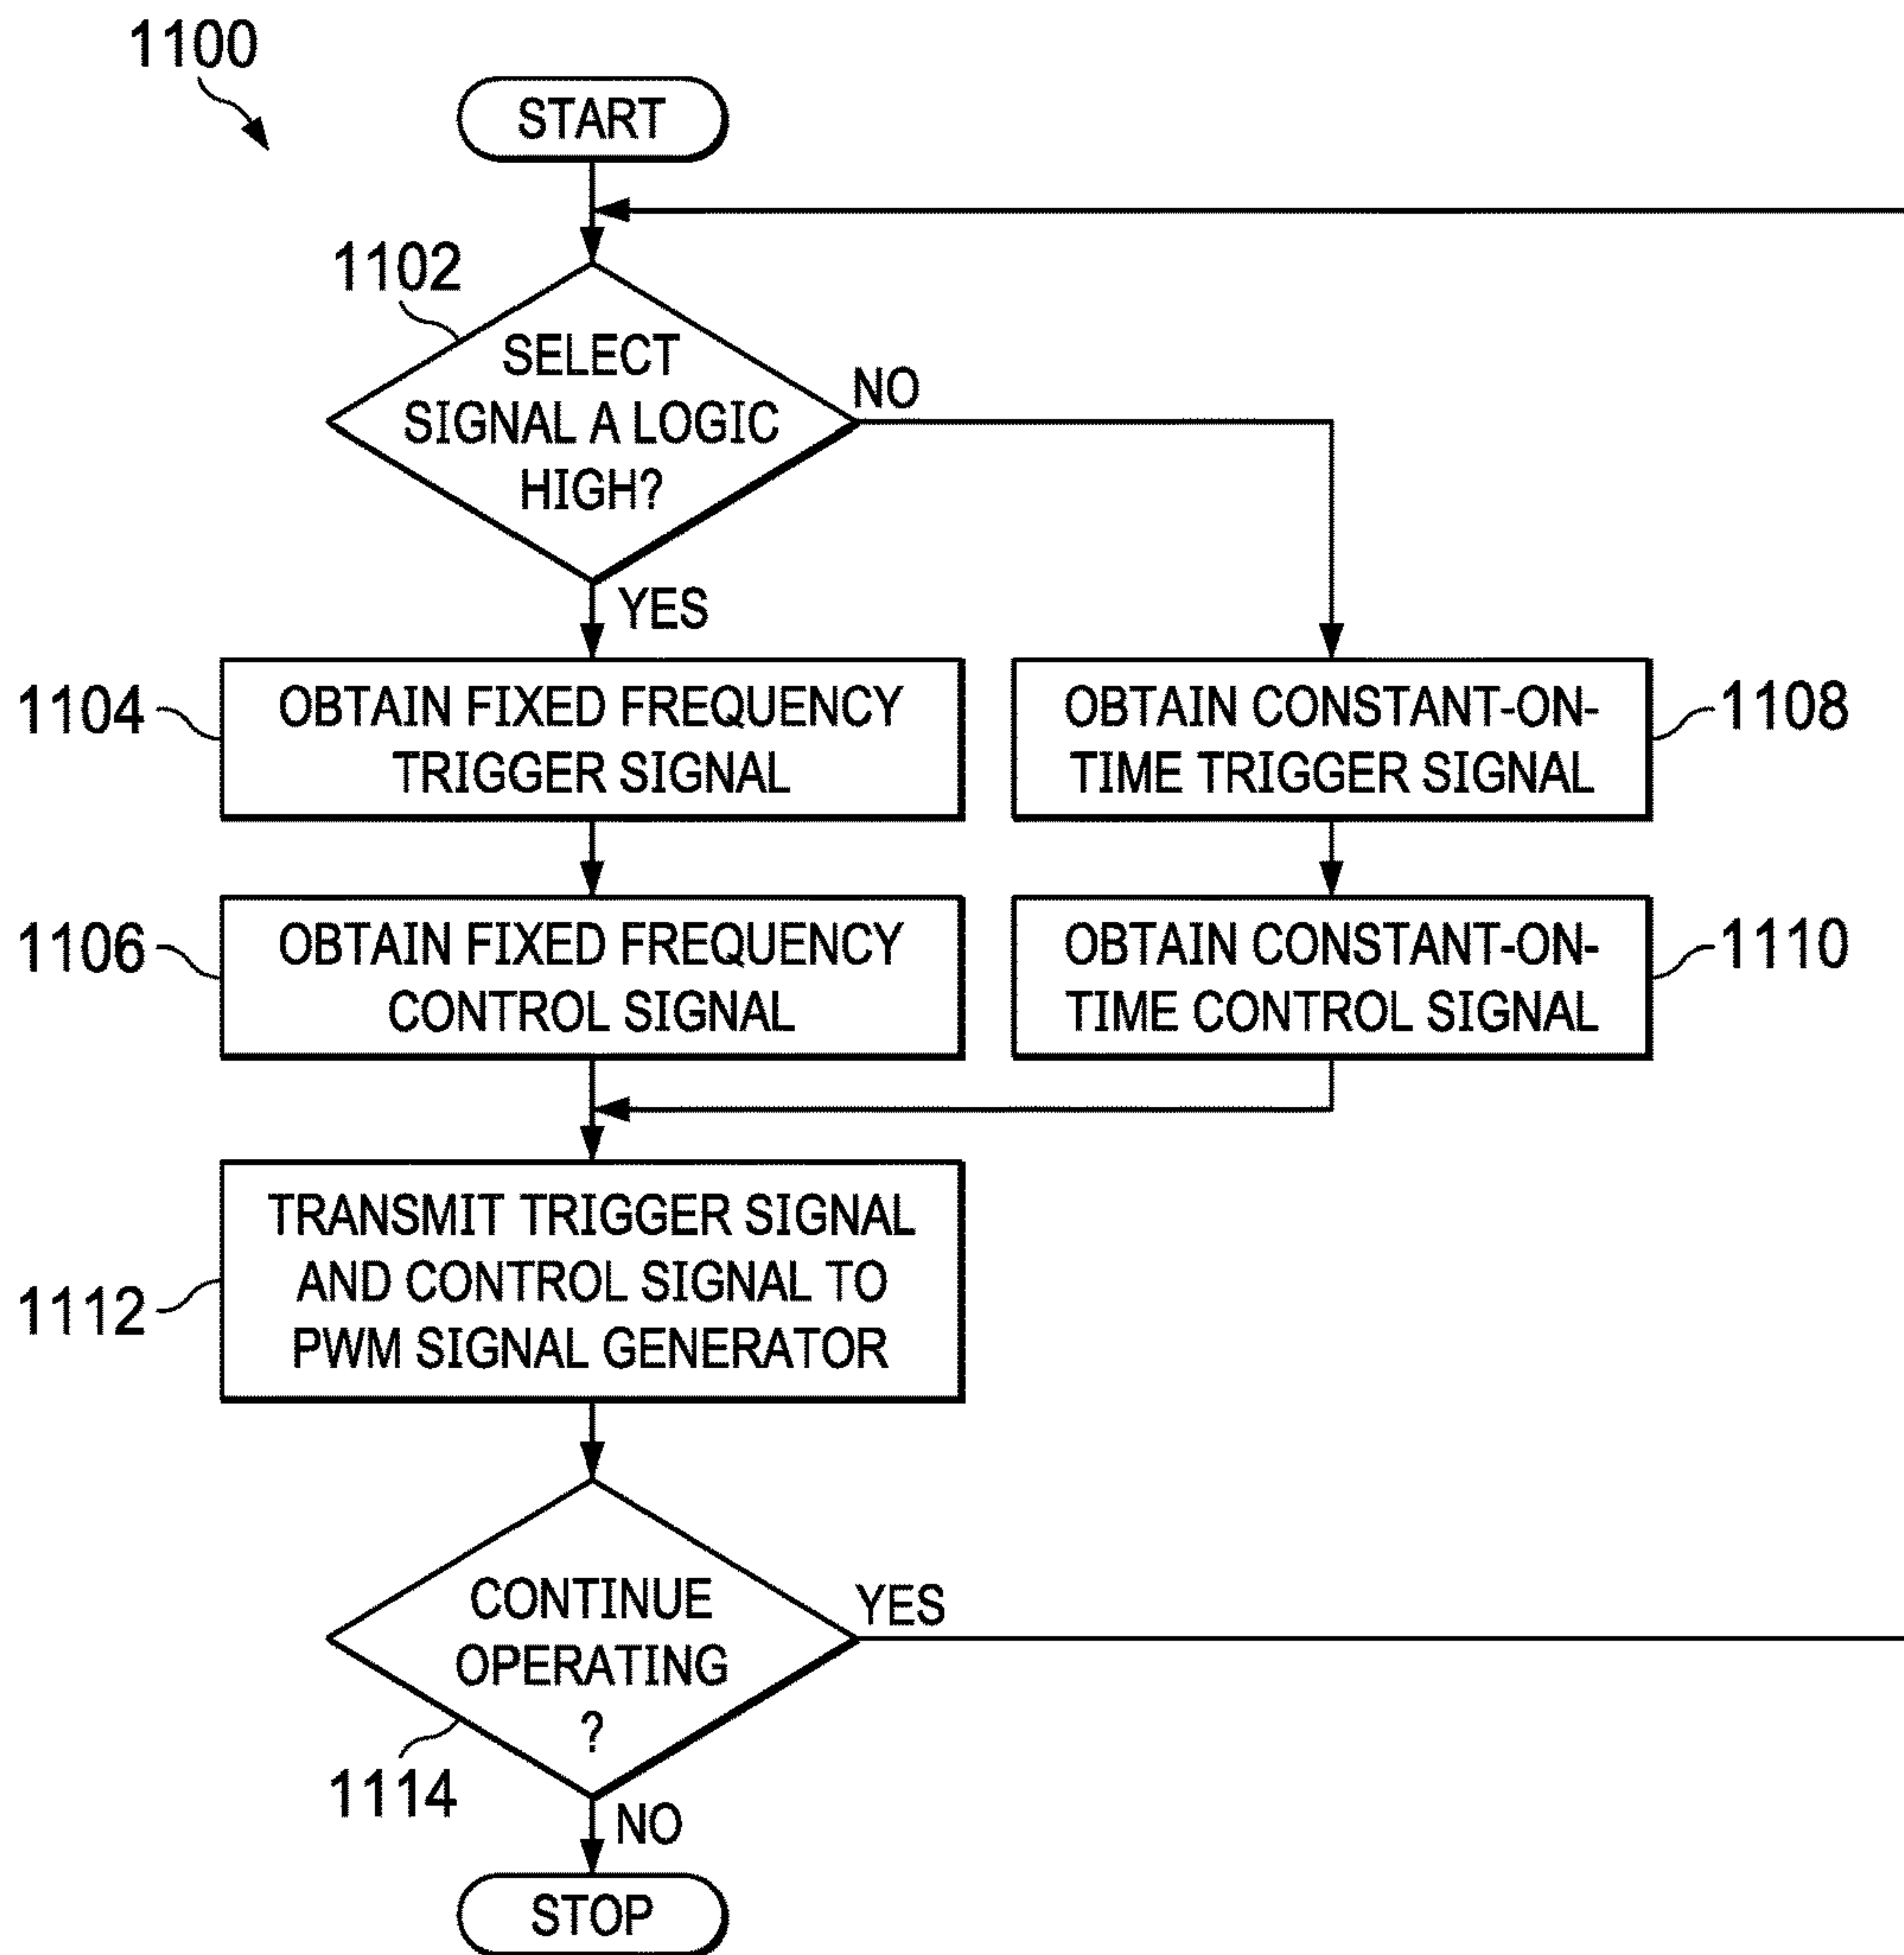 1100
START
1102
SELECT
SIGNAL A LOGIC
HIGH?
NO
YES
1104
OBTAIN FIXED FREQUENCY
TRIGGER SIGNAL
OBTAIN CONSTANT-ON-
TIME TRIGGER SIGNAL
1108
1106
OBTAIN FIXED FREQUENCY
CONTROL SIGNAL
OBTAIN CONSTANT-ON-
TIME CONTROL SIGNAL
1110
1112
TRANSMIT TRIGGER SIGNAL
AND CONTROL SIGNAL TO
PWM SIGNAL GENERATOR
CONTINUE
OPERATING
?
YES
1114
NO
STOP